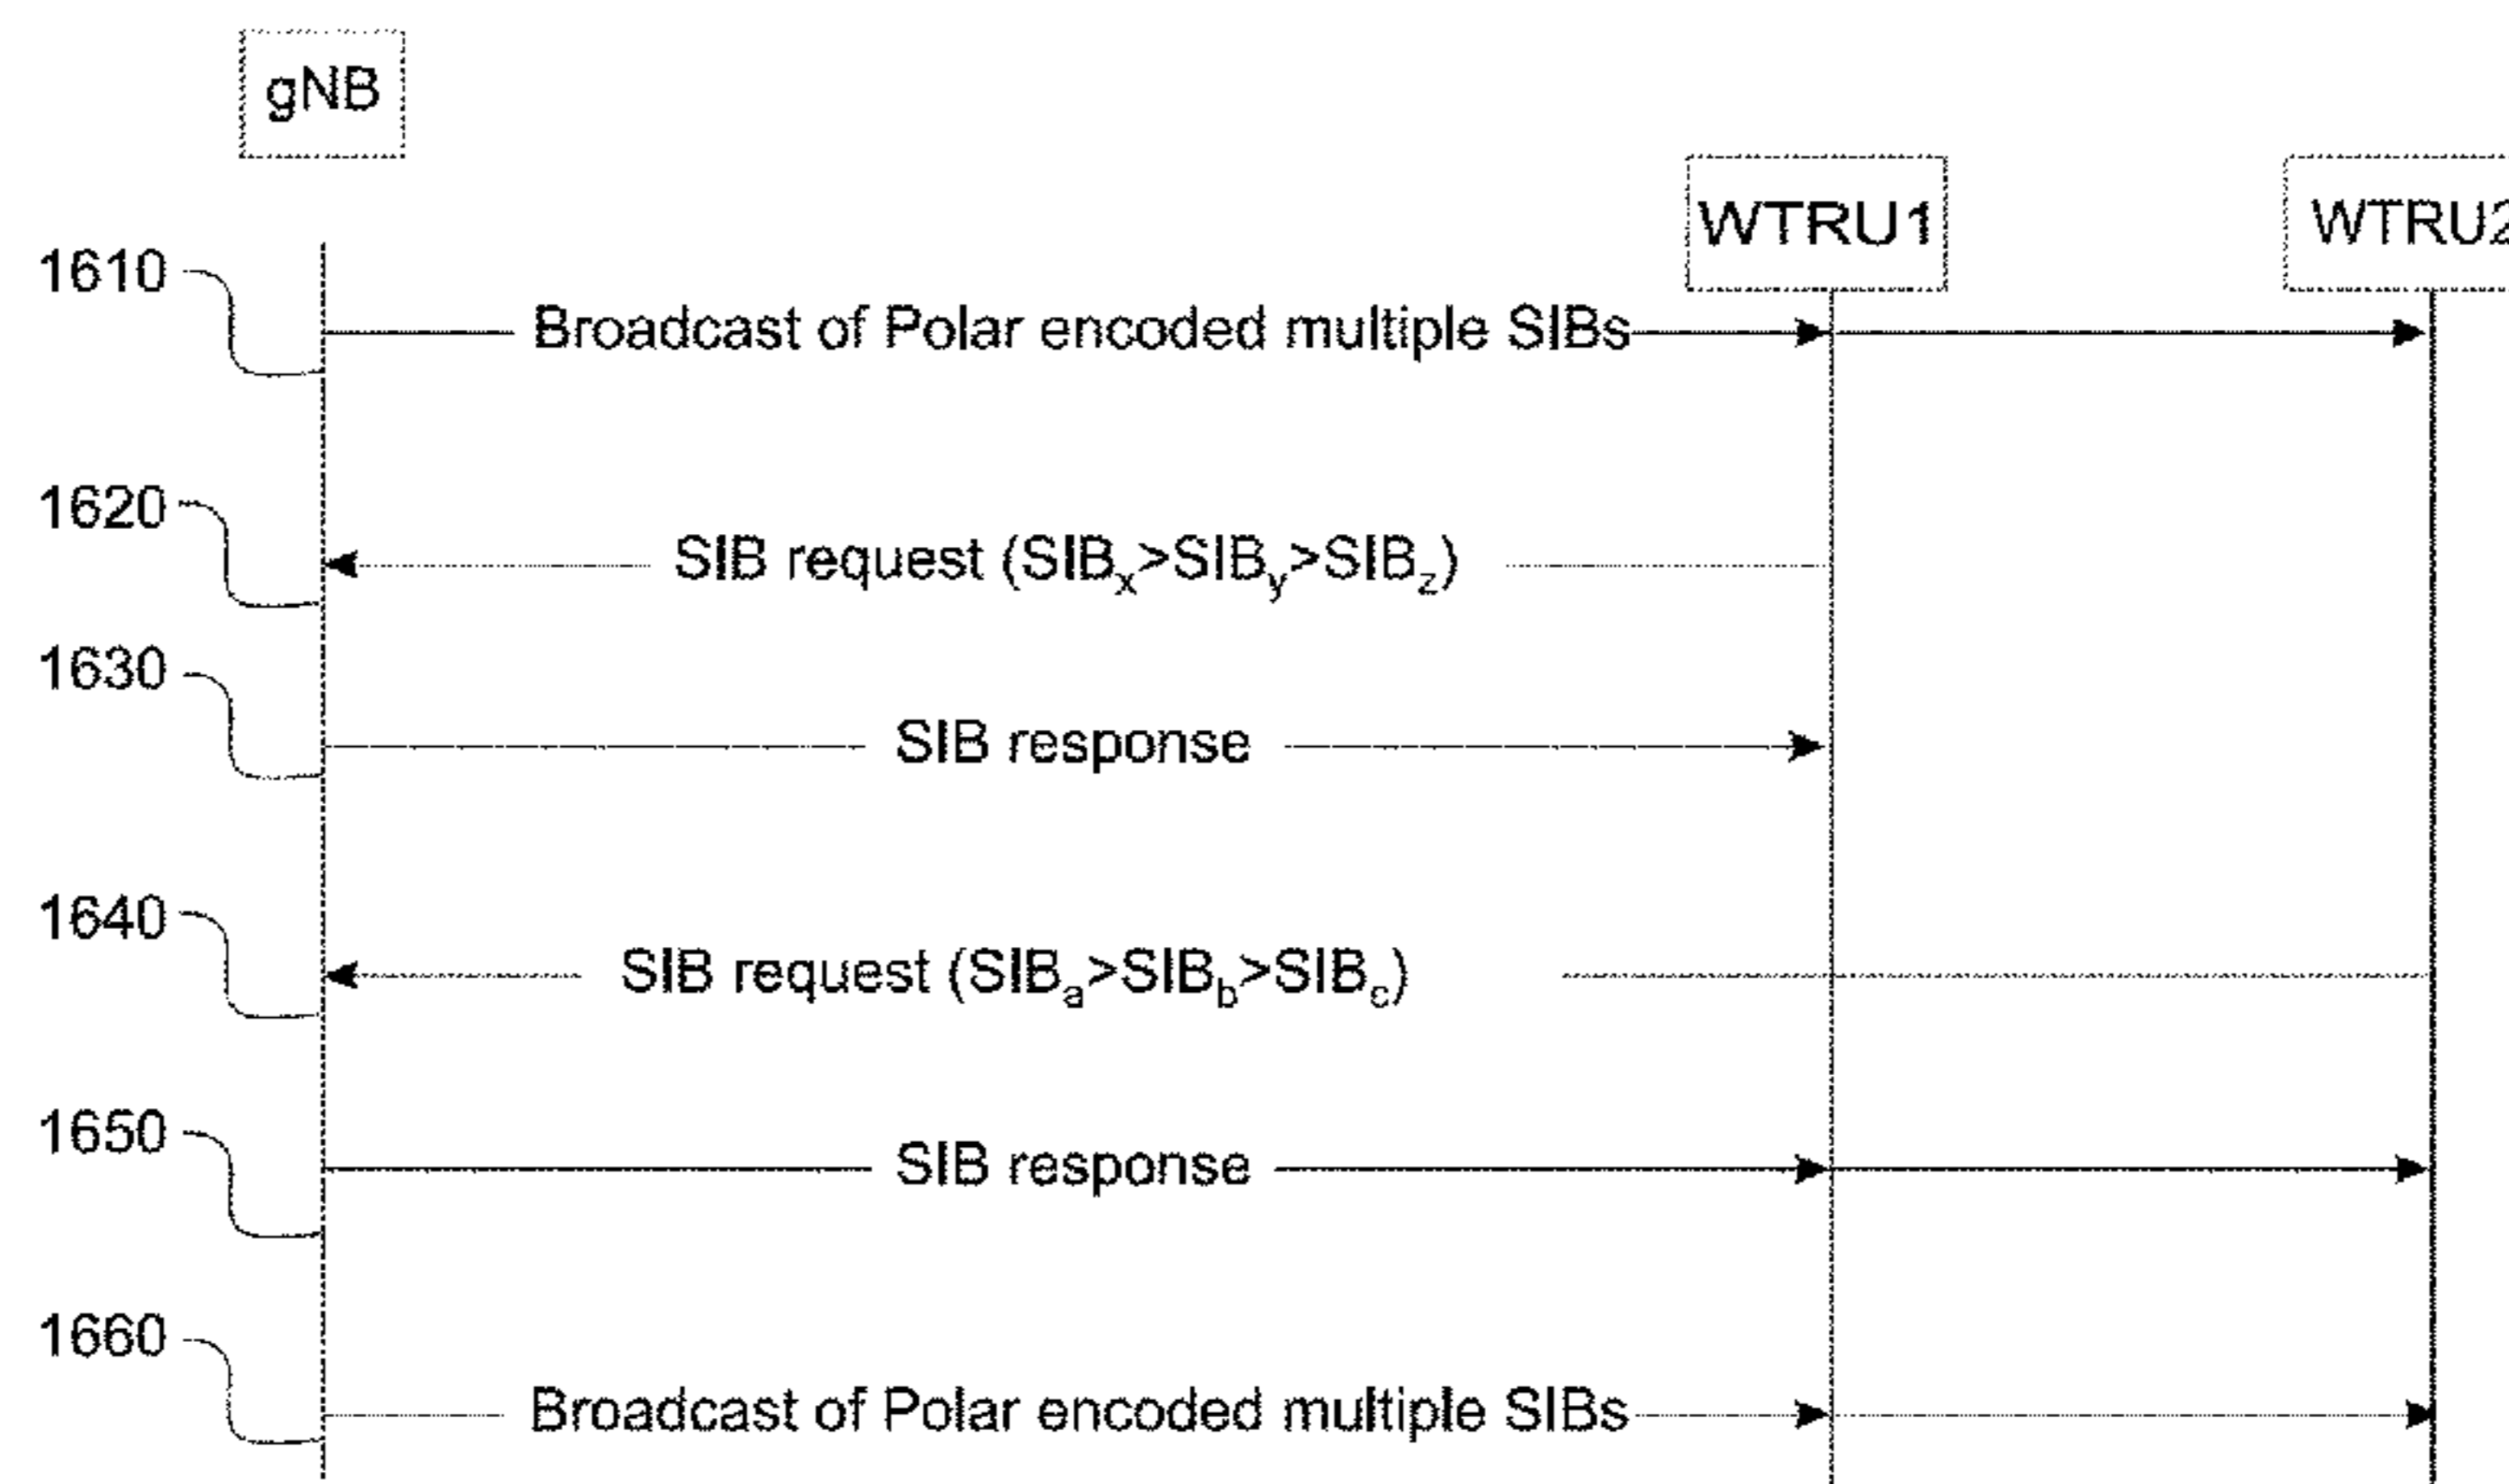 gNB
WTRU1
WTRU2
1610
Broadcast of Polar encoded multiple SIBs
1620
SIB request (SIBx>SIBy>SIBz)
1630
SIB response
1640
SIB request (SIBa>SIBb>SIBc)
1650
SIB response
1660
Broadcast of Polar encoded multiple SIBs